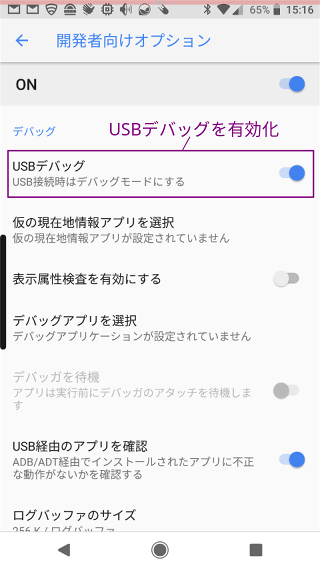 65% 15:16
開発者向けオプション
ON
デバッグ
USBデバッグを有効化
USBデバッグ
USB接続時はデバッグモードにする
仮の現在地情報アプリを選択
仮の現在地情報アプリが設定されていません
表示属性検査を有効にする
デバッグアプリを選択
デバッグアプリケーションが設定されていません
デバッガを待機
アプリは実行前にデバッガのアタッチを待機しま
す
USB経由のアプリを確認
ADB/ADT経由でインストールされたアプリに不正
な動作がないかを確認する
ログバッファのサイズ
256 K / ログバッファ